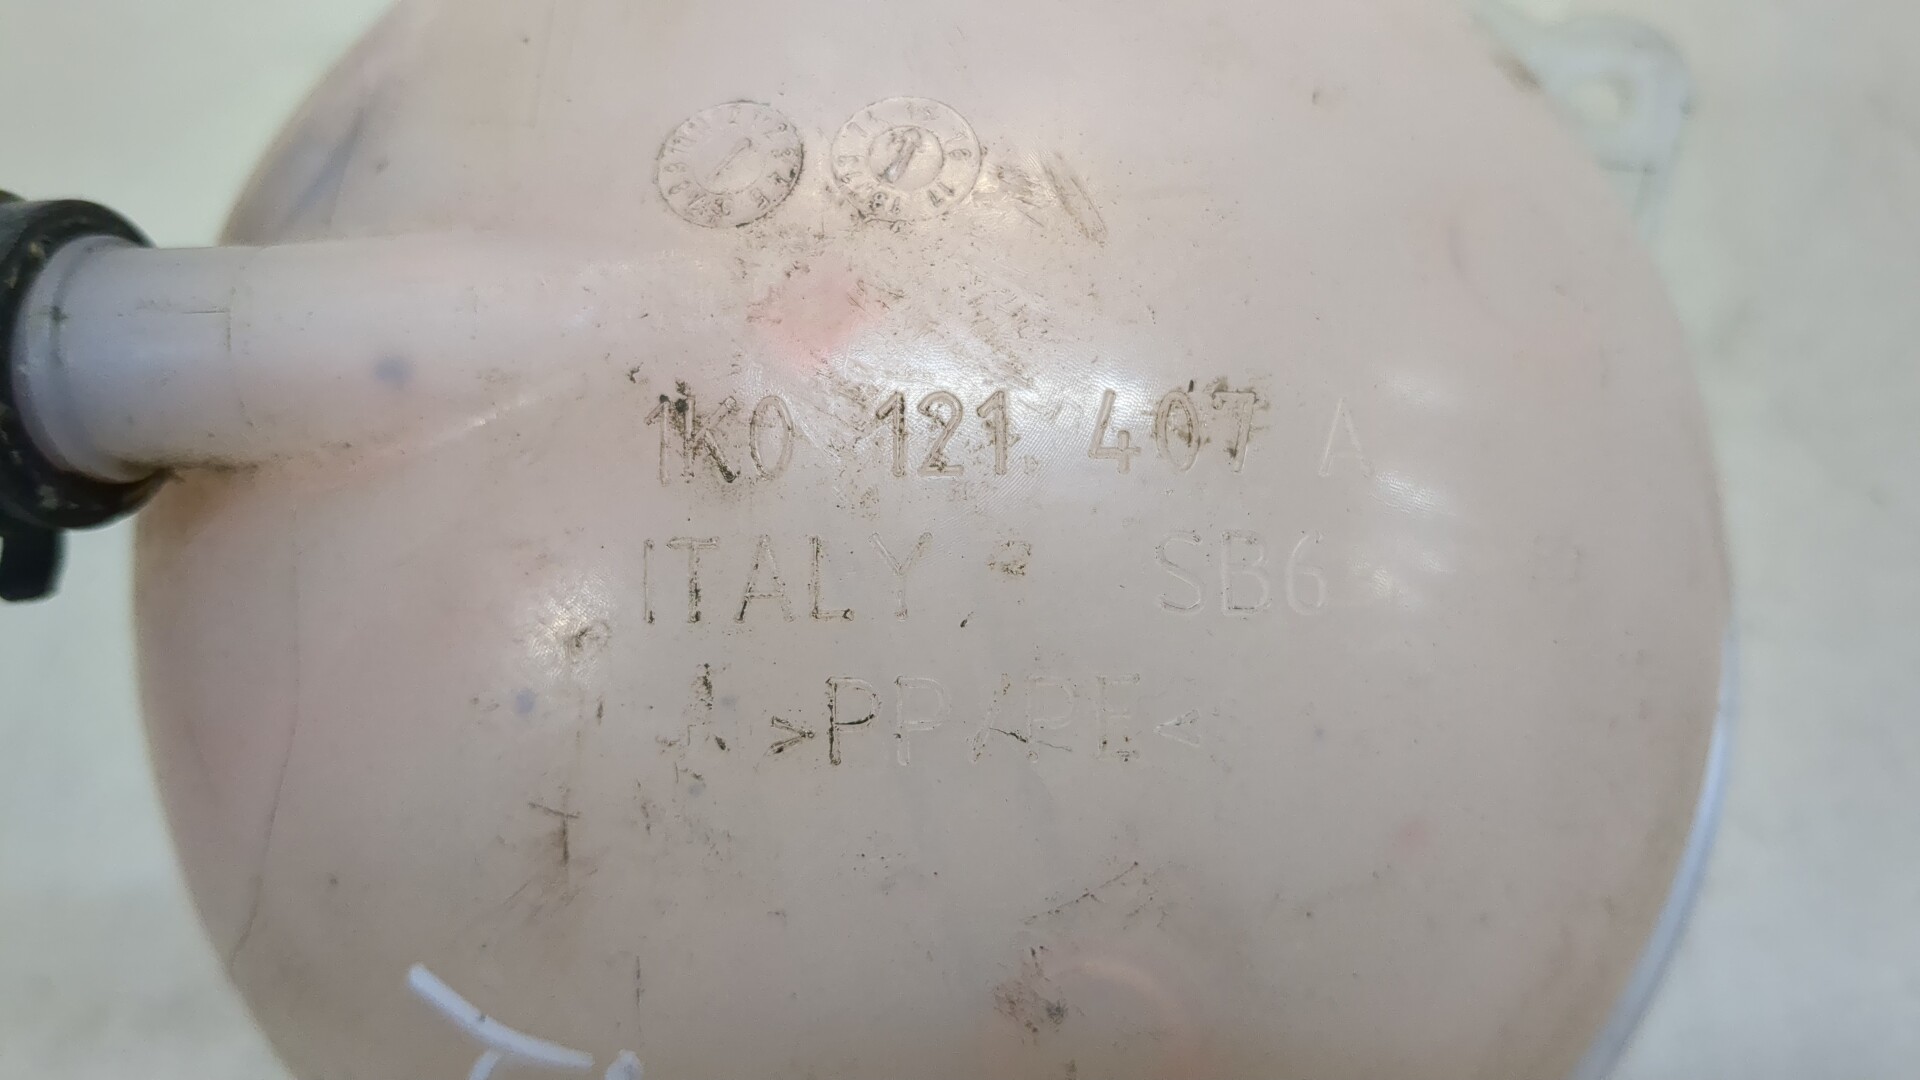 1K0 121. 407 A
ITALY, SB6
>PP/PE<